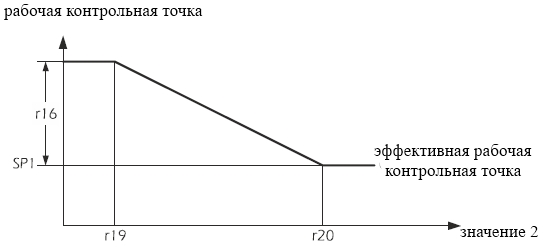 рабочая контрольная точка
r16
SP1
эффективная рабочая
контрольная точка
r19
r20
значение 2